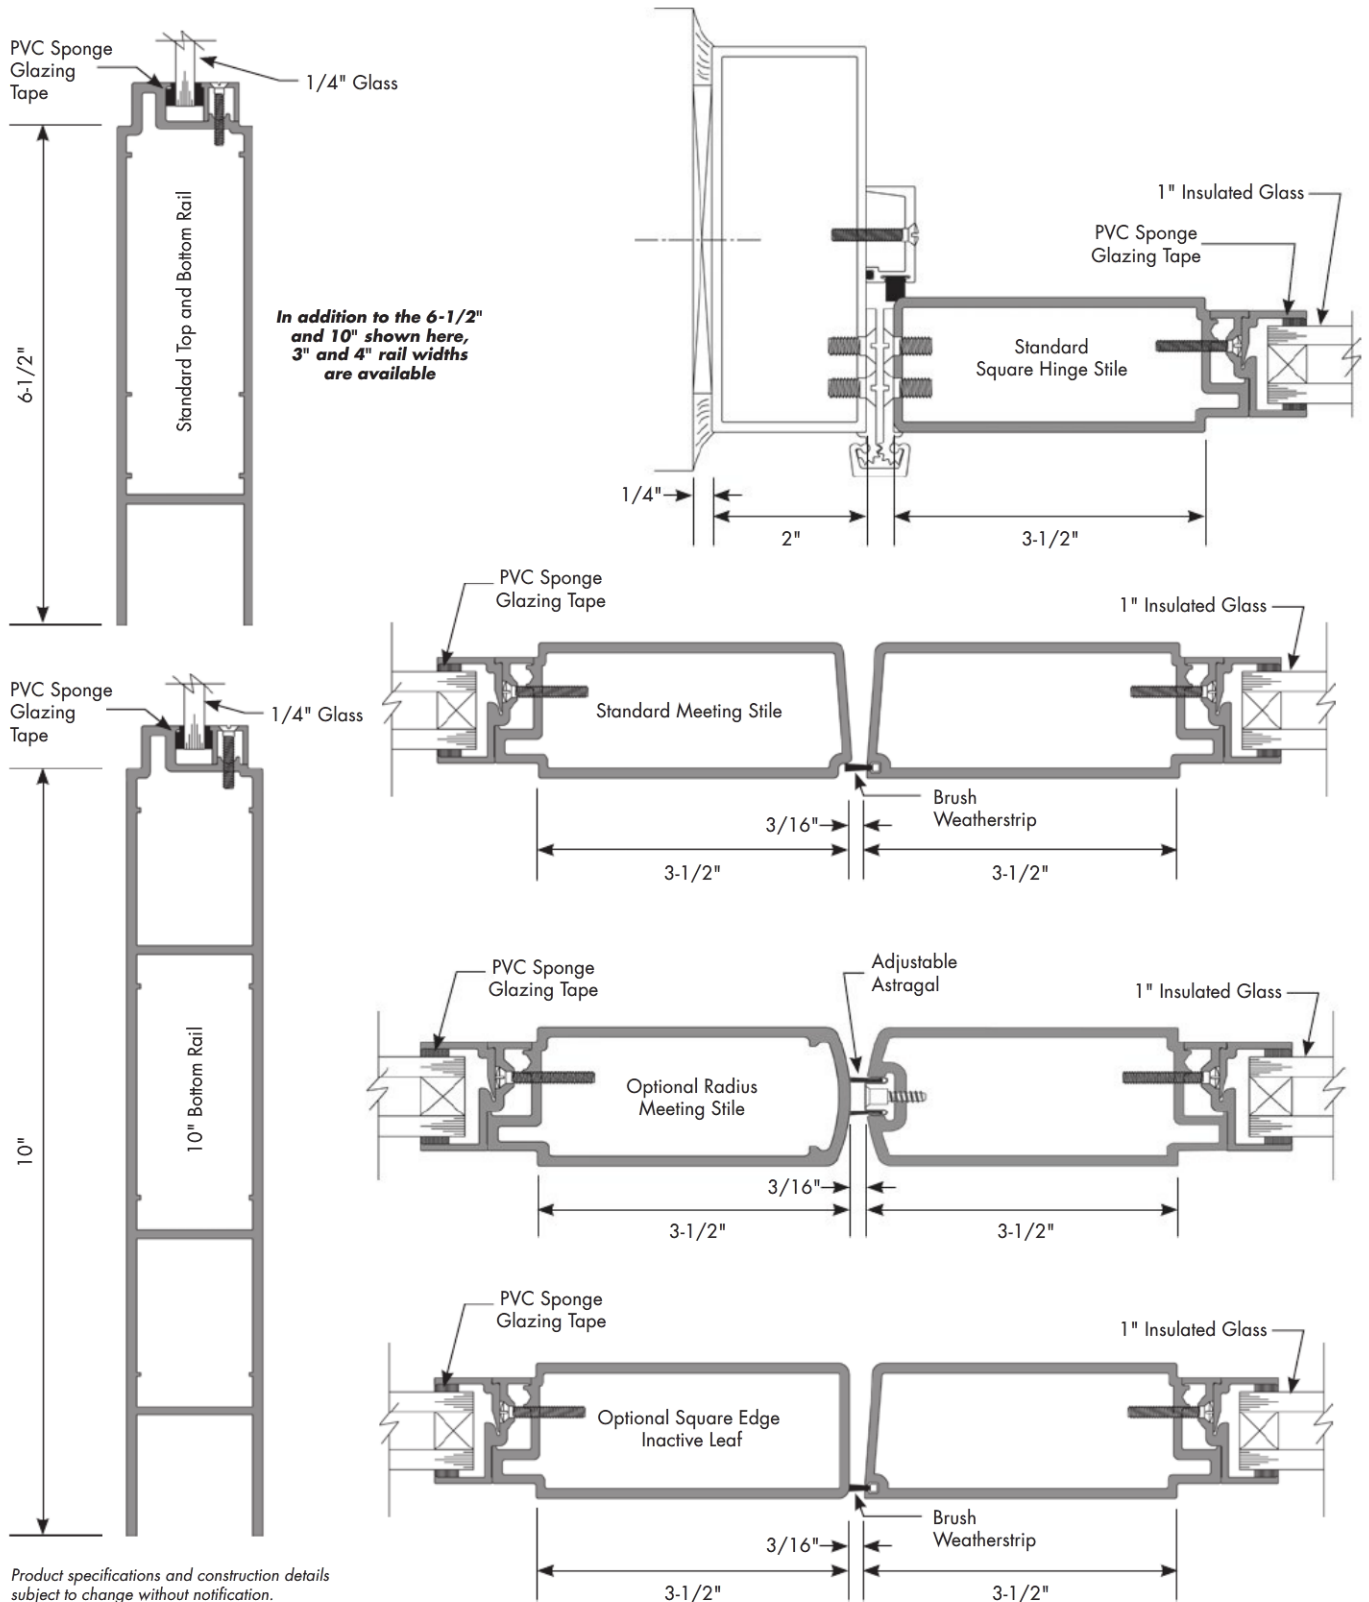 PVC Sponge
Glazing
Tape
1/4" Glass
6-1/2"
Standard Top and Bottom Rail
In addition to the 6-1/2"
and 10" shown here,
3" and 4" rail widths
are available
1" Insulated Glass
PVC Sponge
Glazing Tape
Standard
Square Hinge Stile
1/4"
2"
3-1/2"
PVC Sponge
Glazing Tape
1" Insulated Glass
Standard Meeting Stile
Brush
Weatherstrip
3/16"
3-1/2"
3-1/2"
PVC Sponge
Glazing
Tape
1/4" Glass
10"
10" Bottom Rail
PVC Sponge
Glazing Tape
Adjustable
Astragal
1" Insulated Glass
Optional Radius
Meeting Stile
3/16"
3-1/2"
3-1/2"
PVC Sponge
Glazing Tape
1" Insulated Glass
Optional Square Edge
Inactive Leaf
Brush
Weatherstrip
3/16"
3-1/2"
3-1/2"
Product specifications and construction details
subject to change without notification.